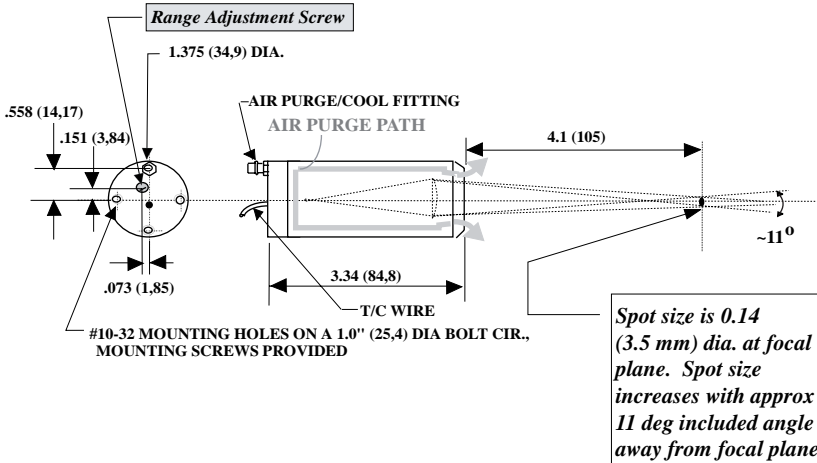 Range Adjustment Screw
1.375 (34,9) DIA.
.558 (14,17)
.151 (3,84)
AIR PURGE/COOL FITTING
AIR PURGE PATH
4.1 (105)
~11O
.073 (1,85)
3.34 (84,8)
T/C WIRE
#10-32 MOUNTING HOLES ON A 1.0" (25,4) DIA BOLT CIR.,
MOUNTING SCREWS PROVIDED
Spot size is 0.14
(3.5 mm) dia. at focal
plane. Spot size
increases with approx
11 deg included angle
away from focal plane